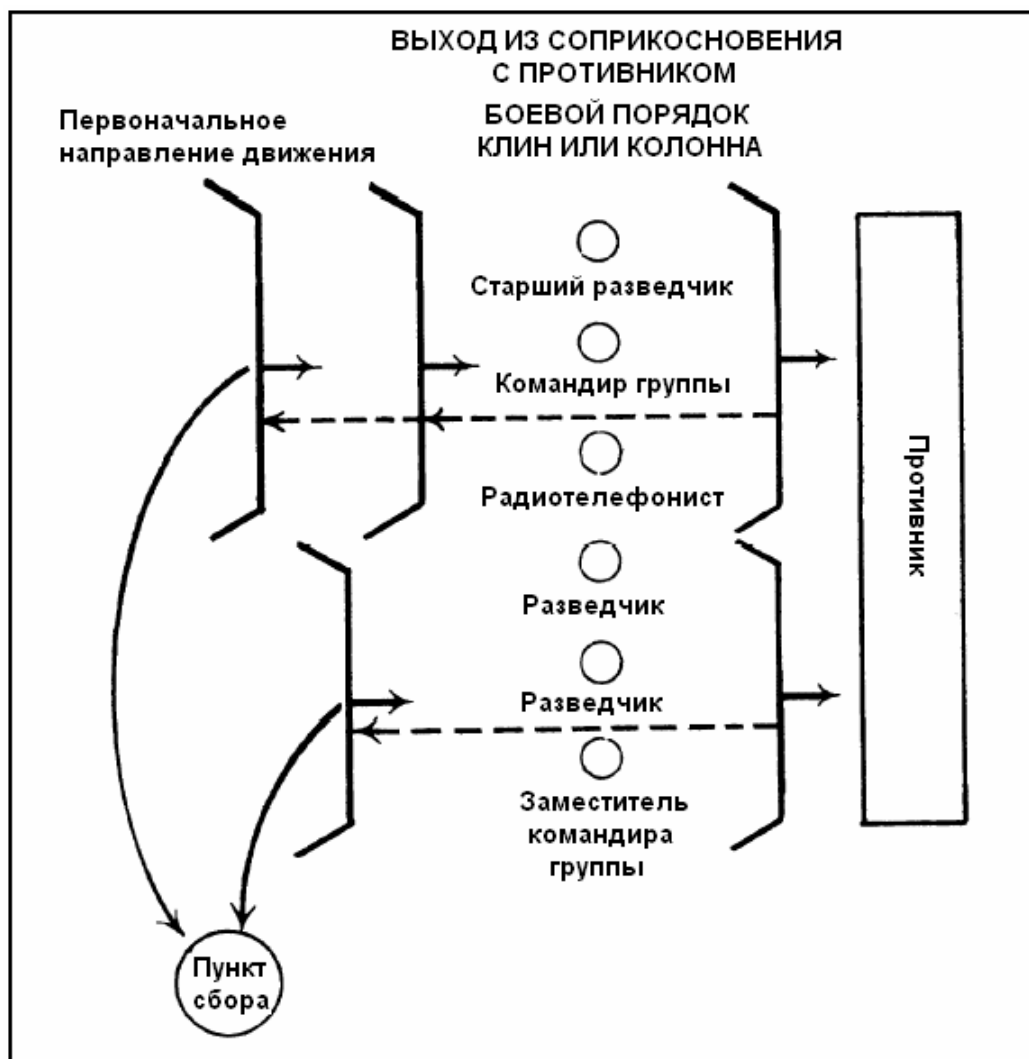 ВЫХОД ИЗ СОПРИКОСНОВЕНИЯ
С ПРОТИВНИКОМ
БОЕВОЙ ПОРЯДОК
КЛИН ИЛИ КОЛОННА
Первоначальное
направление движения
Старший разведчик
Командир группы
Радиотелефонист
Разведчик
Разведчик
Заместитель
командира
группы
Противник
Пункт
сбора